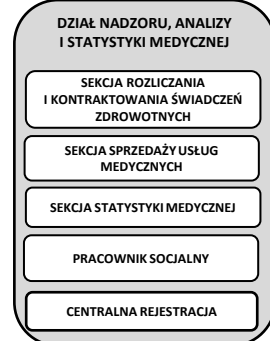 DZIAŁ NADZORU, ANALIZY
I STATYSTYKI MEDYCZNEJ
SEKCJA ROZLICZANIA
I KONTRAKTOWANIA ŚWIADCZEŃ
ZDROWOTNYCH
SEKCJA SPRZEDAŻY USŁUG
MEDYCZNYCH
SEKCJA STATYSTYKI MEDYCZNEJ
PRACOWNIK SOCJALNY
CENTRALNA REJESTRACJA